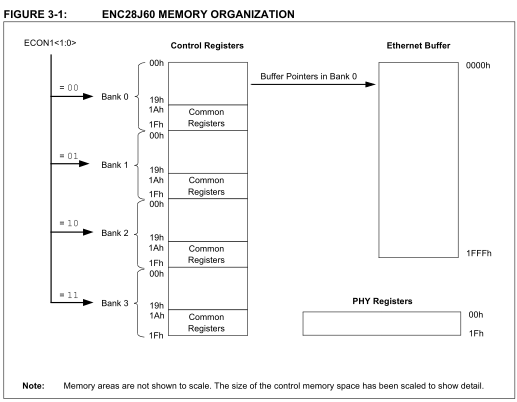 FIGURE 3-1: ENC28J60 MEMORY ORGANIZATION
ECON1<1:0>
Control Registers
Ethernet Buffer
= 00
Bank 0
00h
19h
1Ah
1Fh
Common
Registers
Buffer Pointers in Bank 0
0000h
1FFFh
= 01
Bank 1
00h
19h
1Ah
1Fh
Common
Registers
= 10
Bank 2
00h
19h
1Ah
1Fh
Common
Registers
= 11
Bank 3
00h
19h
1Ah
1Fh
Common
Registers
PHY Registers
00h
1Fh
Note: Memory areas are not shown to scale. The size of the control memory space has been scaled to show detail.